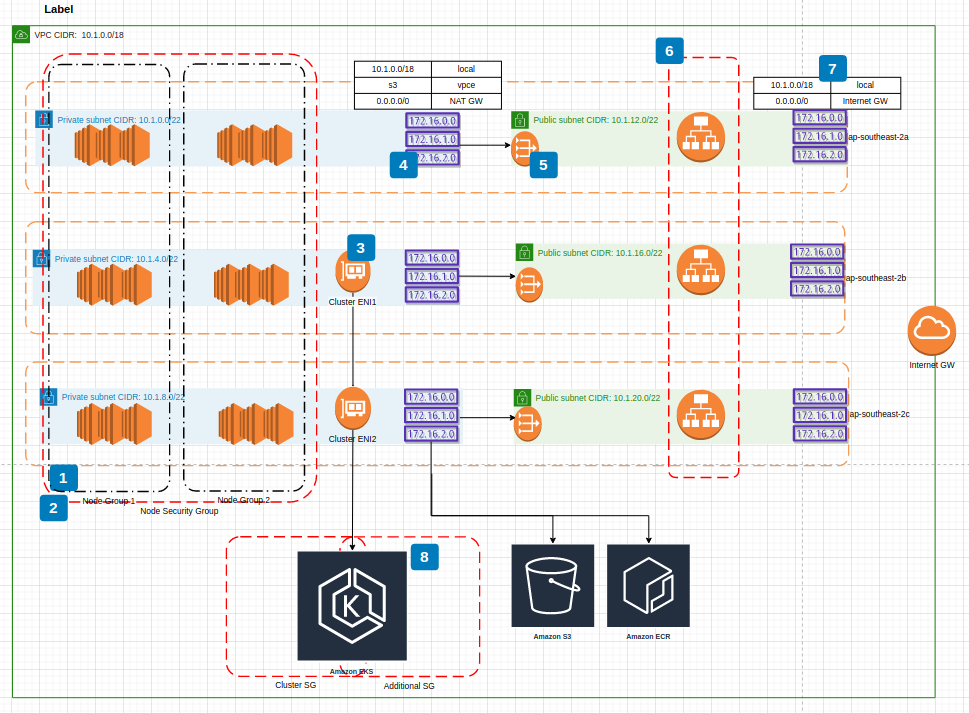 Label
VPC CIDR: 10.1.0.0/18
6
7
10.1.0.0/18 local
s3 vpce
0.0.0.0/0 NAT GW
10.1.0.0/18 local
0.0.0.0/0 Internet GW
Private subnet CIDR: 10.1.0.0/22
172.16.0.0
172.16.1.0
172.16.2.0
4
Public subnet CIDR: 10.1.12.0/22
5
172.16.0.0
172.16.1.0
172.16.2.0
ap-southeast-2a
Private subnet CIDR: 10.1.4.0/22
3
Cluster ENI1
172.16.0.0
172.16.1.0
172.16.2.0
Public subnet CIDR: 10.1.16.0/22
172.16.0.0
172.16.1.0
172.16.2.0
ap-southeast-2b
Internet GW
Private subnet CIDR: 10.1.8.0/22
Cluster ENI2
172.16.0.0
172.16.1.0
172.16.2.0
Public subnet CIDR: 10.1.20.0/22
172.16.0.0
172.16.1.0
172.16.2.0
ap-southeast-2c
1
2
Node Group 1
Node Group 2
Node Security Group
8
Amazon EKS
Amazon S3
Amazon ECR
Cluster SG
Additional SG